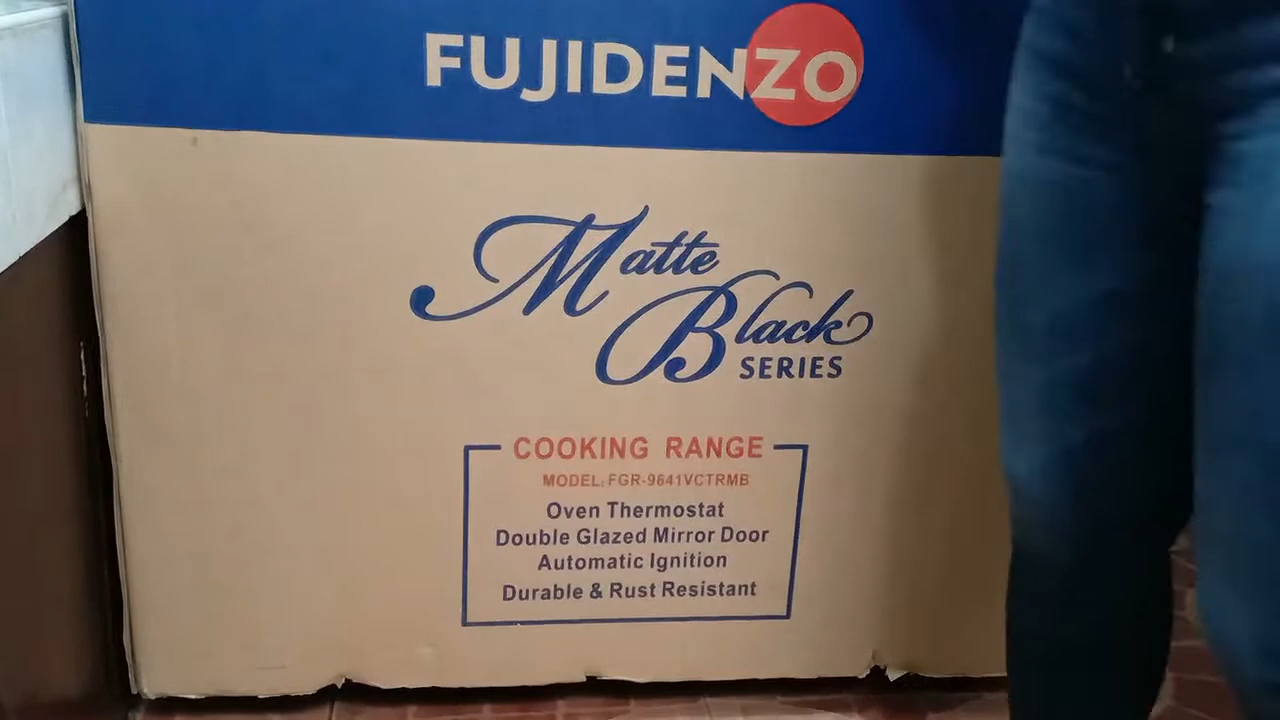 FUJIDENZO
Matte
Black
SERIES
COOKING RANGE
MODEL:FGR-9641VCTRMB
Oven Thermostat
Double Glazed Mirror Door
Automatic Ignition
Durable & Rust Resistant